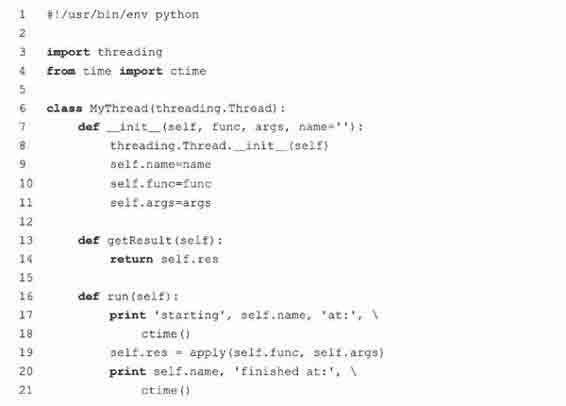 1 #!/usr/bin/env python
2
3 import threading
4 from time import ctime
5
6 class MyThread(threading.Thread):
7     def __init__(self, func, args, name=''):
8         threading.Thread.__init__(self)
9         self.name=name
10         self.func=func
11         self.args=args
12
13     def getResult(self):
14         return self.res
15
16     def run(self):
17         print 'starting', self.name, 'at:', \
18             ctime()
19         self.res = apply(self.func, self.args)
20         print self.name, 'finished at:', \
21             ctime()